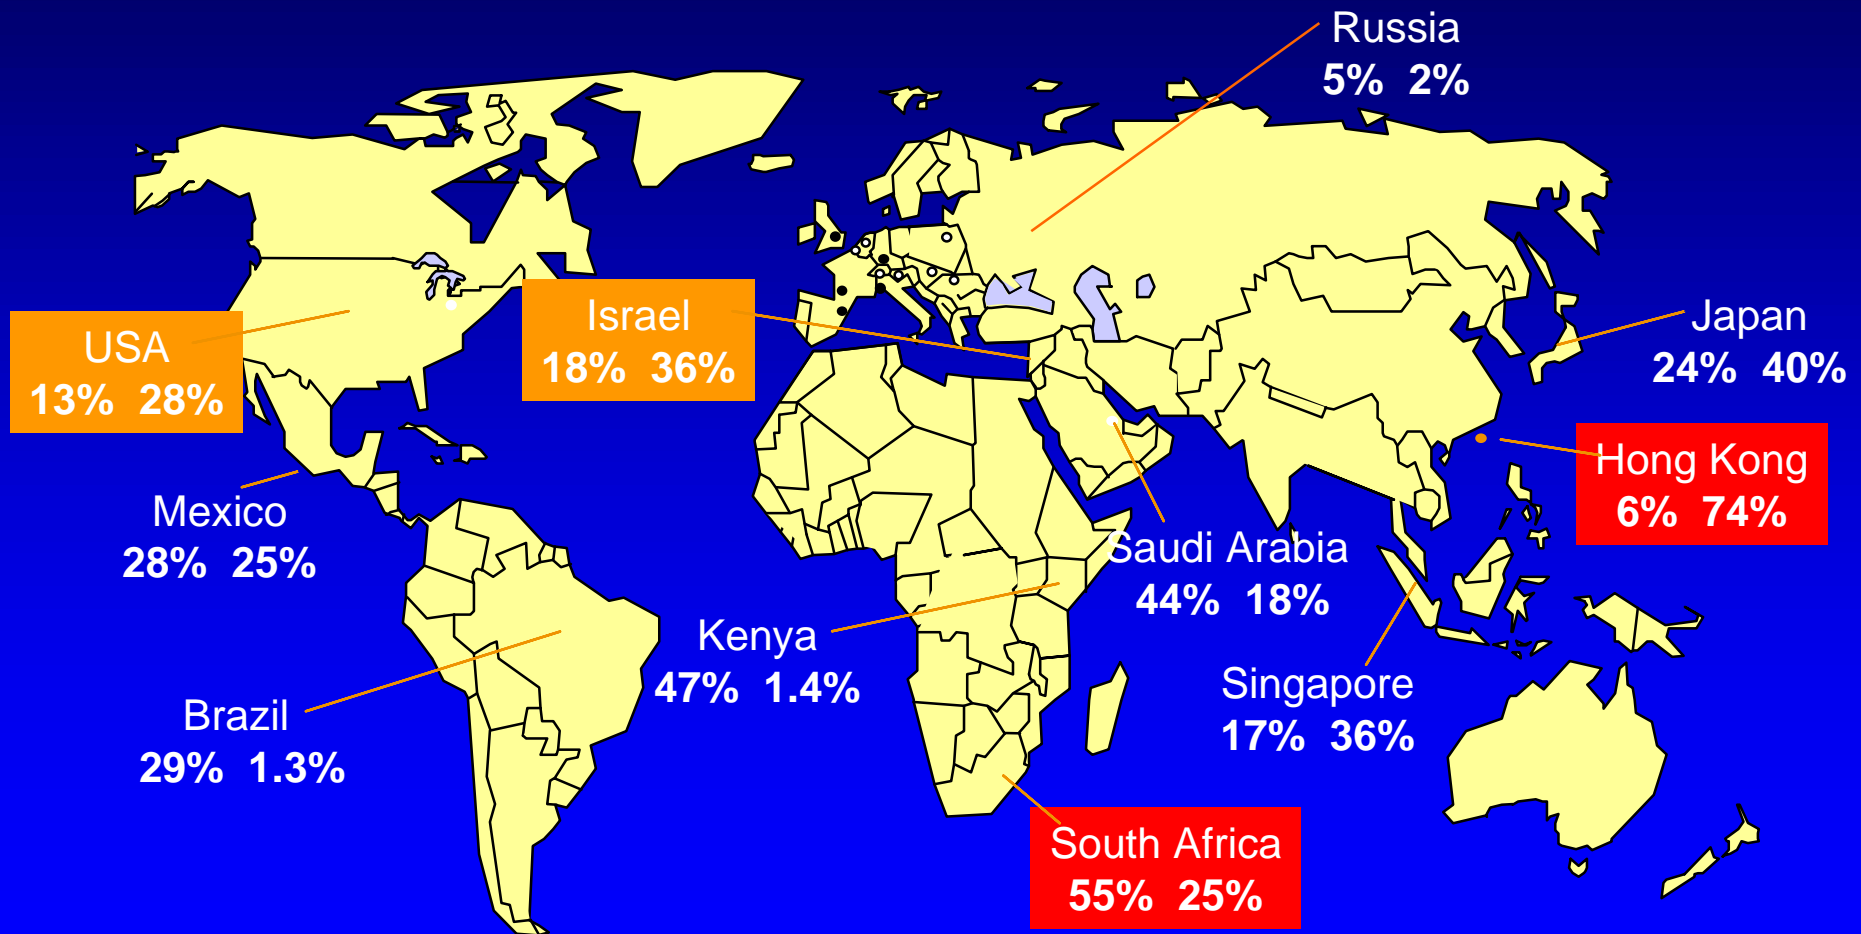 Russia
5% 2%
USA
13% 28%
Israel
18% 36%
Japan
24% 40%
Hong Kong
6% 74%
Mexico
28% 25%
Saudi Arabia
44% 18%
Kenya
47% 1.4%
Singapore
17% 36%
Brazil
29% 1.3%
South Africa
55% 25%